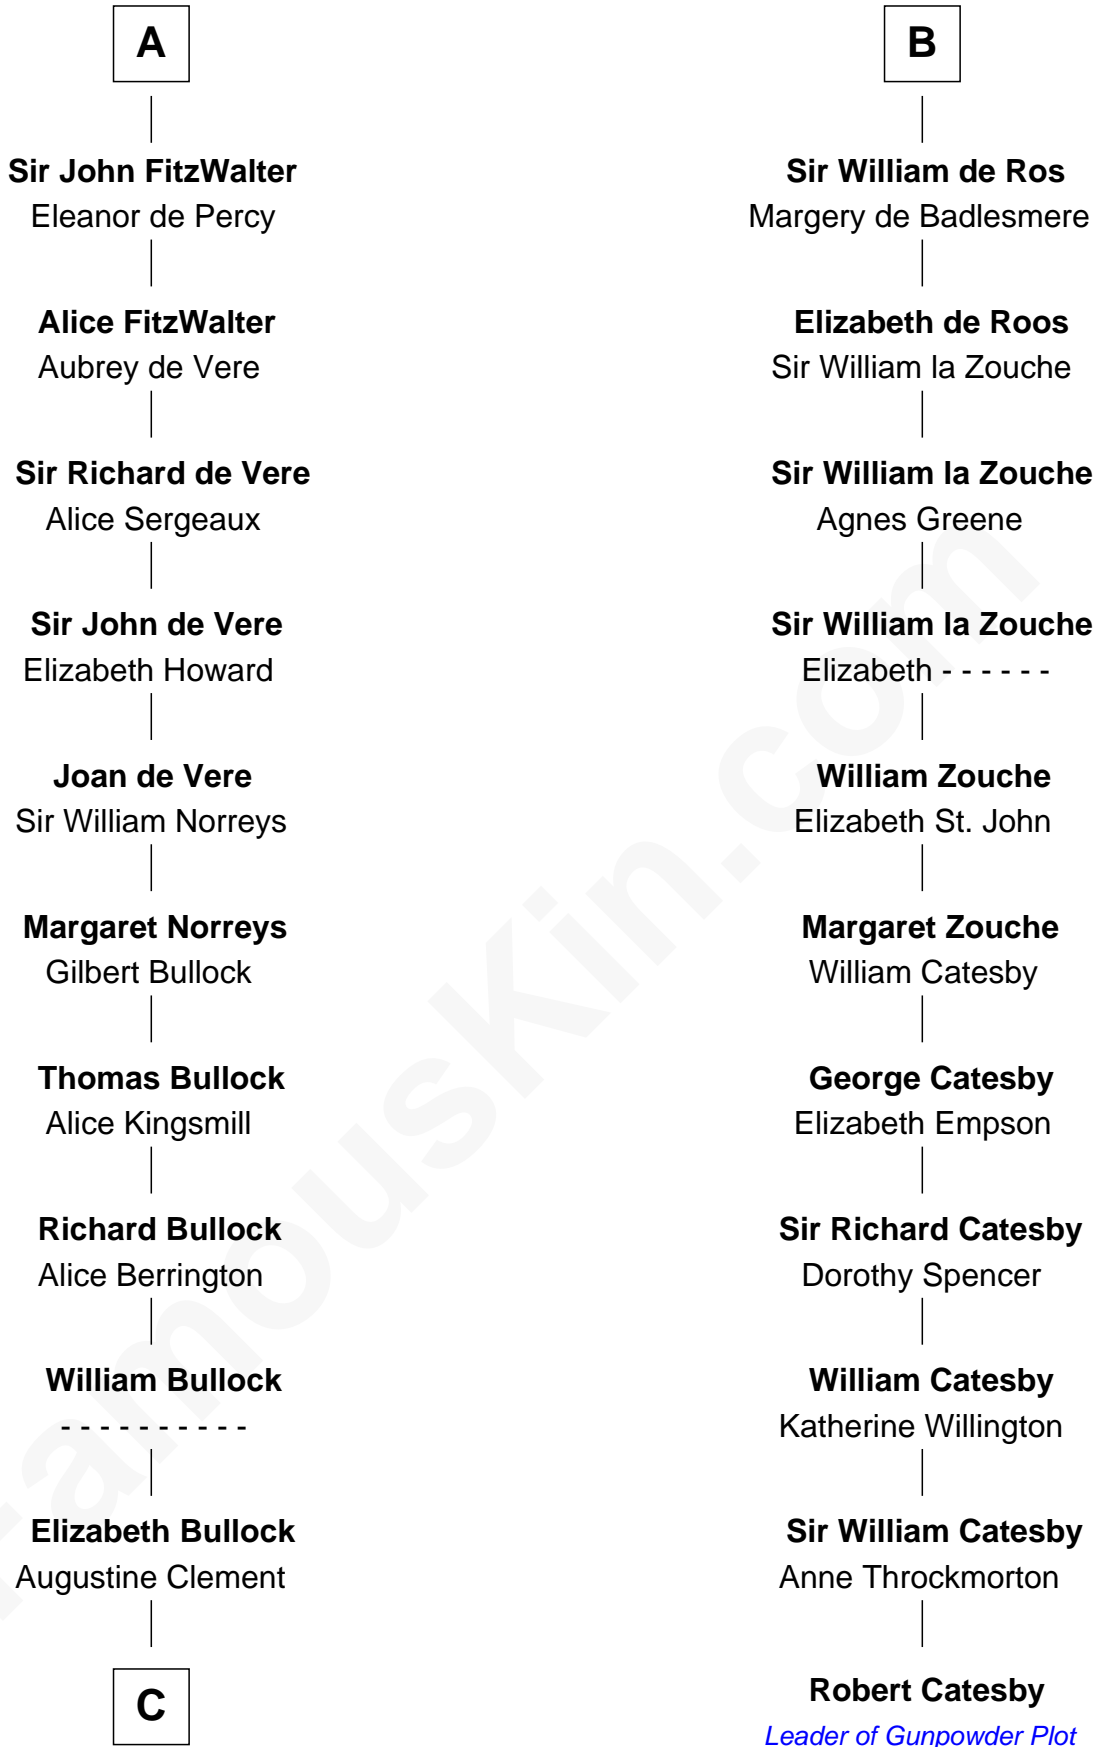 A
Sir John FitzWalter
Eleanor de Percy
Alice FitzWalter
Aubrey de Vere
Sir Richard de Vere
Alice Sergeaux
Sir John de Vere
Elizabeth Howard
Joan de Vere
Sir William Norreys
Margaret Norreys
Gilbert Bullock
Thomas Bullock
Alice Kingsmill
Richard Bullock
Alice Berrington
William Bullock
- - - - - - - - - -
Elizabeth Bullock
Augustine Clement
C
B
Sir William de Ros
Margery de Badlesmere
Elizabeth de Roos
Sir William la Zouche
Sir William la Zouche
Agnes Greene
Sir William la Zouche
Elizabeth - - - - - -
William Zouche
Elizabeth St. John
Margaret Zouche
William Catesby
George Catesby
Elizabeth Empson
Sir Richard Catesby
Dorothy Spencer
William Catesby
Katherine Willington
Sir William Catesby
Anne Throckmorton
Robert Catesby
Leader of Gunpowder Plot
FamousKin.com